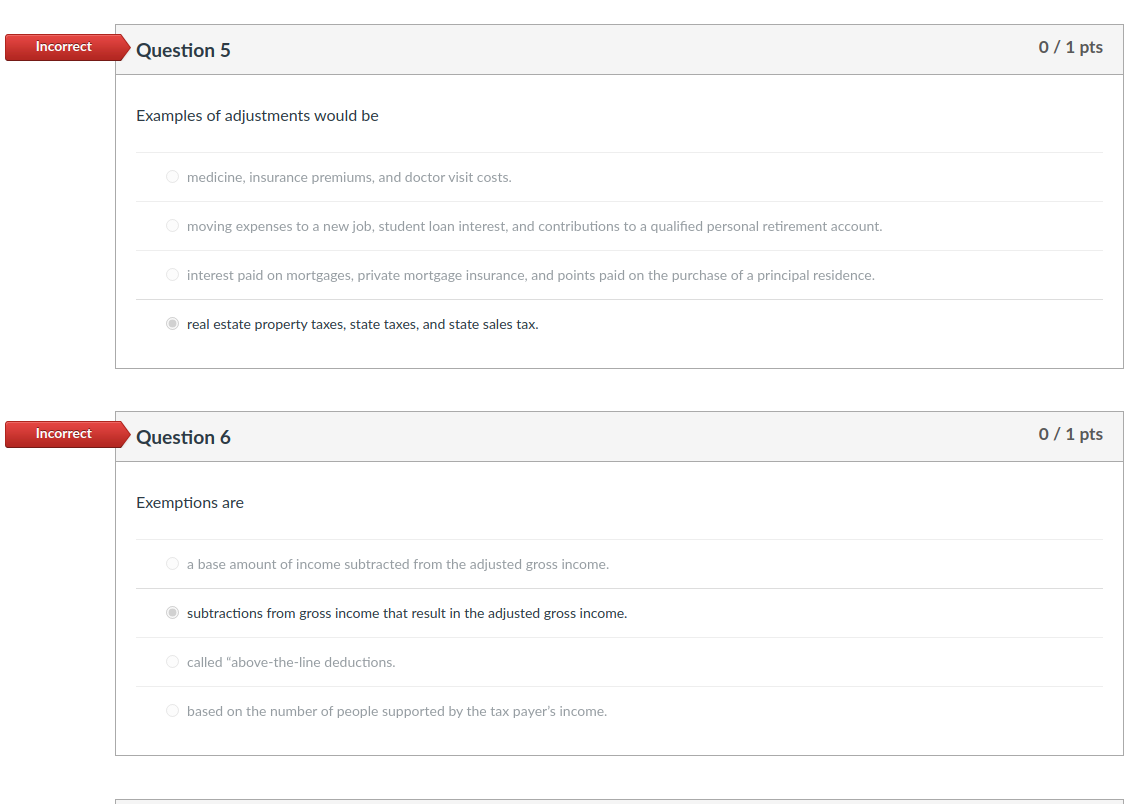 Incorrect
Question 5
0 / 1 pts
Examples of adjustments would be
medicine, insurance premiums, and doctor visit costs.
moving expenses to a new job, student loan interest, and contributions to a qualified personal retirement account.
interest paid on mortgages, private mortgage insurance, and points paid on the purchase of a principal residence.
real estate property taxes, state taxes, and state sales tax.
Incorrect
Question 6
0 / 1 pts
Exemptions are
a base amount of income subtracted from the adjusted gross income.
subtractions from gross income that result in the adjusted gross income.
called “above-the-line deductions.
based on the number of people supported by the tax payer’s income.